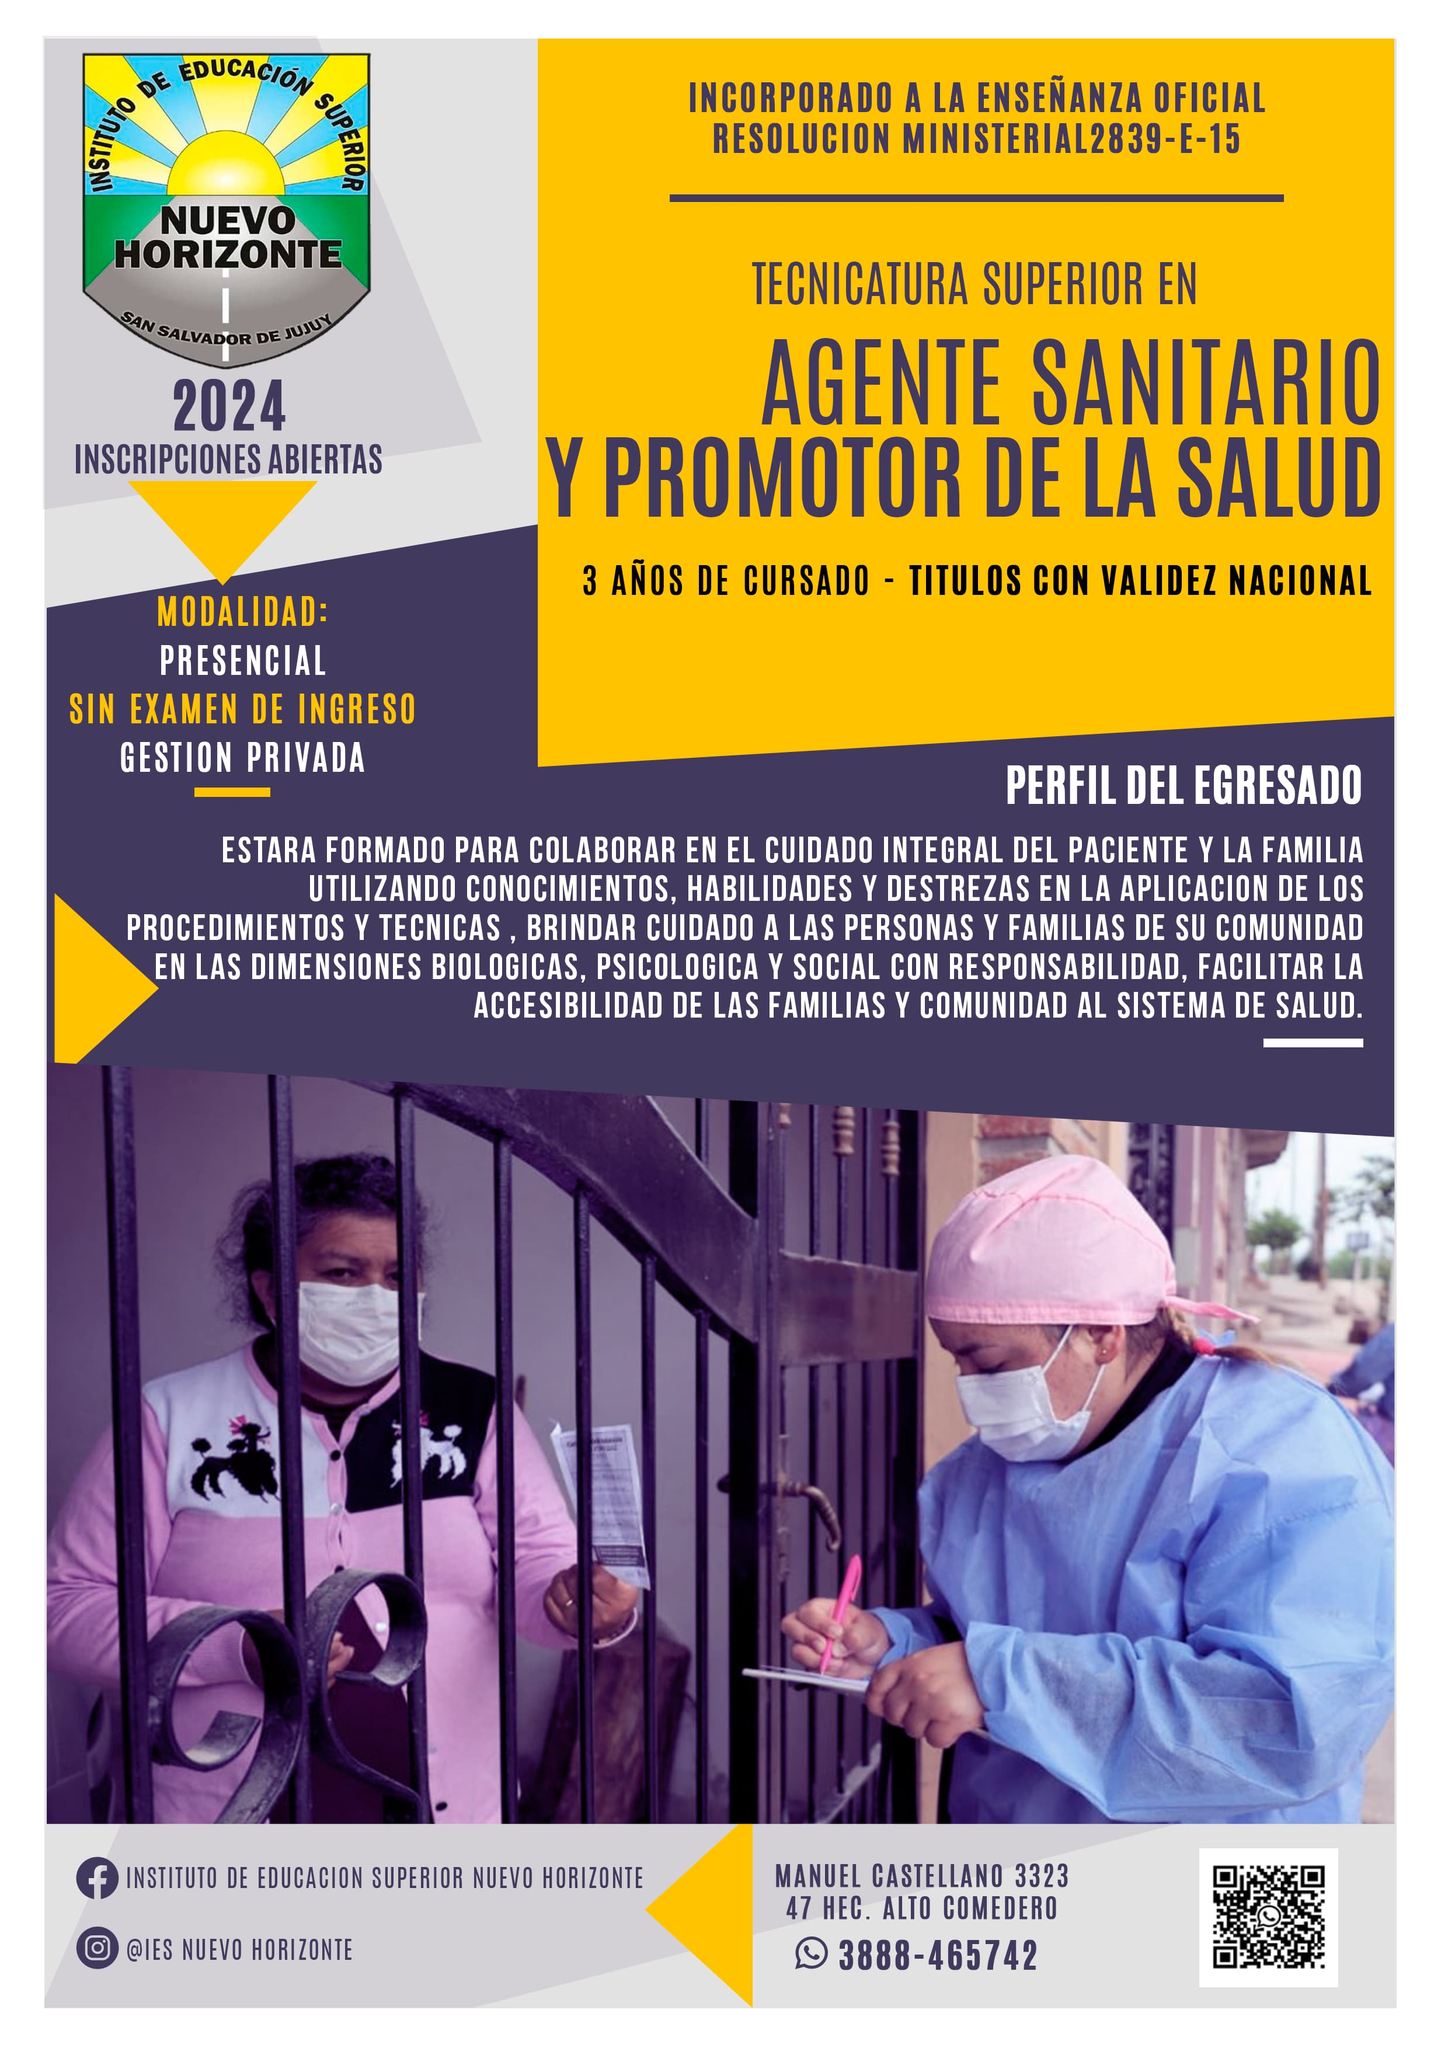 INSTITUTO DE EDUCACIÓN SUPERIOR
NUEVO
HORIZONTE
SAN SALVADOR DE JUJUY
2024
INSCRIPCIONES ABIERTAS
MODALIDAD:
PRESENCIAL
SIN EXAMEN DE INGRESO
GESTION PRIVADA
INCORPORADO A LA ENSEÑANZA OFICIAL
RESOLUCION MINISTERIAL2839-E-15
TECNICATURA SUPERIOR EN
AGENTE SANITARIO
Y PROMOTOR DE LA SALUD
3 AÑOS DE CURSADO - TITULOS CON VALIDEZ NACIONAL
PERFIL DEL EGRESADO
ESTARA FORMADO PARA COLABORAR EN EL CUIDADO INTEGRAL DEL PACIENTE Y LA FAMILIA
UTILIZANDO CONOCIMIENTOS, HABILIDADES Y DESTREZAS EN LA APLICACION DE LOS
PROCEDIMIENTOS Y TECNICAS , BRINDAR CUIDADO A LAS PERSONAS Y FAMILIAS DE SU COMUNIDAD
EN LAS DIMENSIONES BIOLOGICAS, PSICOLOGICA Y SOCIAL CON RESPONSABILIDAD, FACILITAR LA
ACCESIBILIDAD DE LAS FAMILIAS Y COMUNIDAD AL SISTEMA DE SALUD.
INSTITUTO DE EDUCACION SUPERIOR NUEVO HORIZONTE
@IES NUEVO HORIZONTE
MANUEL CASTELLANO 3323
47 HEC. ALTO COMEDERO
3888-465742